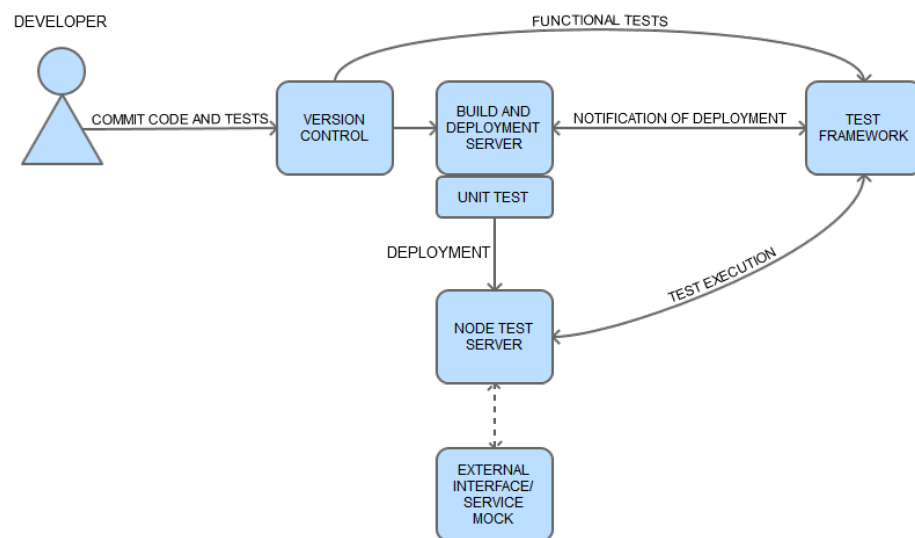 DEVELOPER
FUNCTIONAL TESTS
COMMIT CODE AND TESTS
VERSION
CONTROL
BUILD AND
DEPLOYMENT
SERVER
NOTIFICATION OF DEPLOYMENT
TEST
FRAMEWORK
UNIT TEST
DEPLOYMENT
TEST EXECUTION
NODE TEST
SERVER
EXTERNAL
INTERFACE/
SERVICE
MOCK